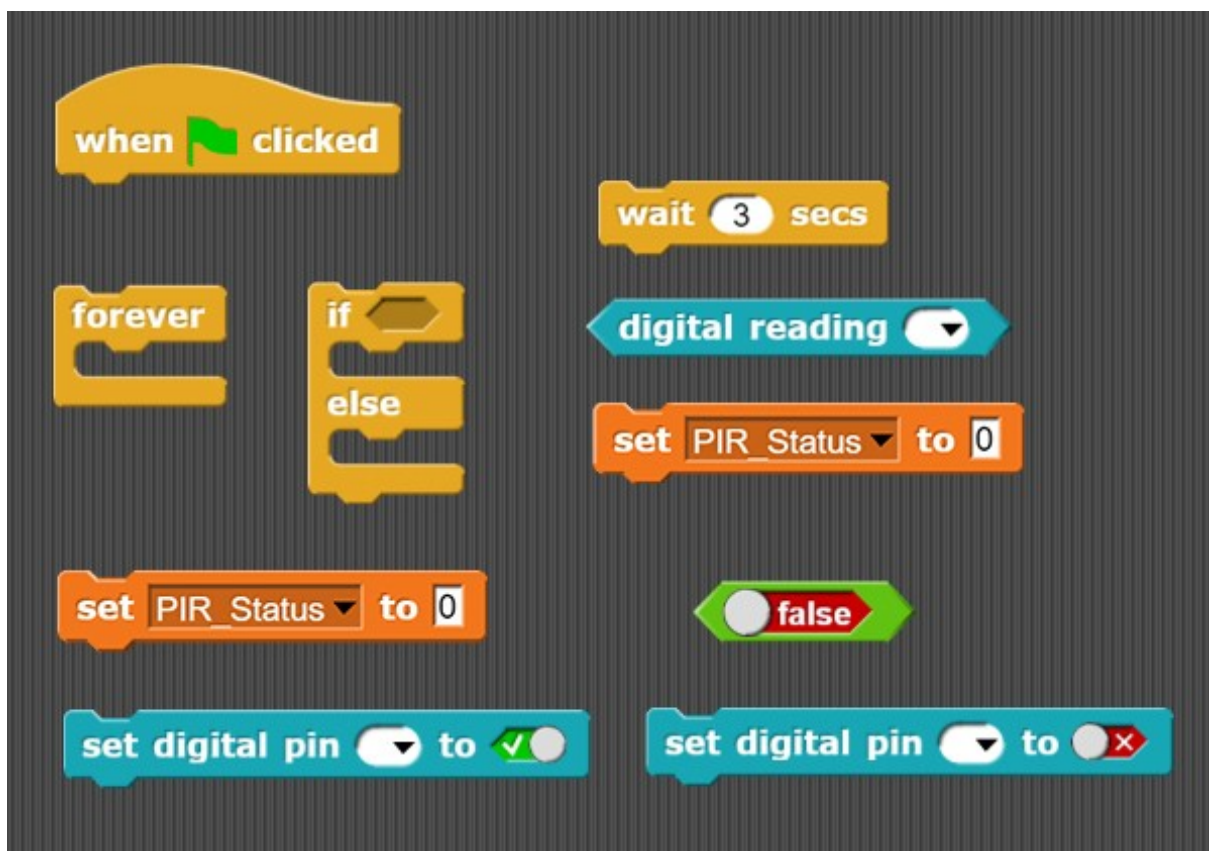 when clicked
wait 3 secs
forever
if
else
digital reading
set PIR_Status to 0
set PIR_Status to 0
false
set digital pin to
set digital pin to